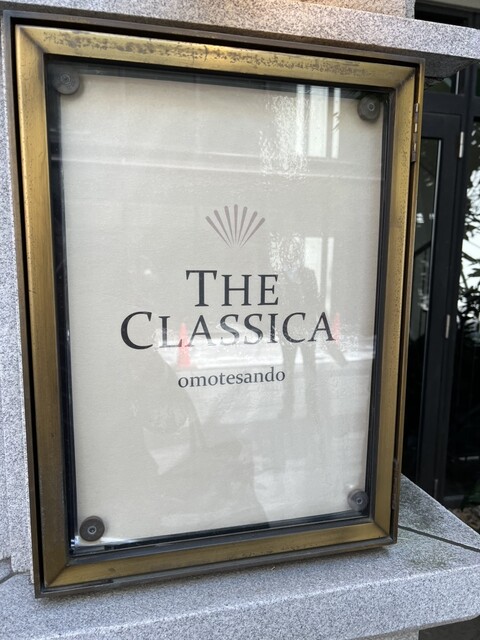 THE
CLASSICA
omotesando